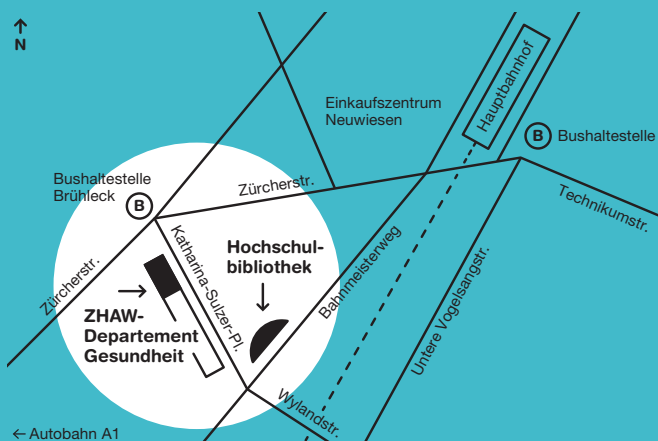 N
Einkaufszentrum
Neuwiesen
Hauptbahnhof
B Bushaltestelle
Bushaltestelle
Brühleck
B
Zürcherstr.
Technikumstr.
Zürcherstr.
Katharina-Sulzer-Pl.
Hochschul-
bibliothek
Bahnmeisterweg
Untere Vogelsangstr.
ZHAW-
Departement
Gesundheit
Wylandstr.
← Autobahn A1